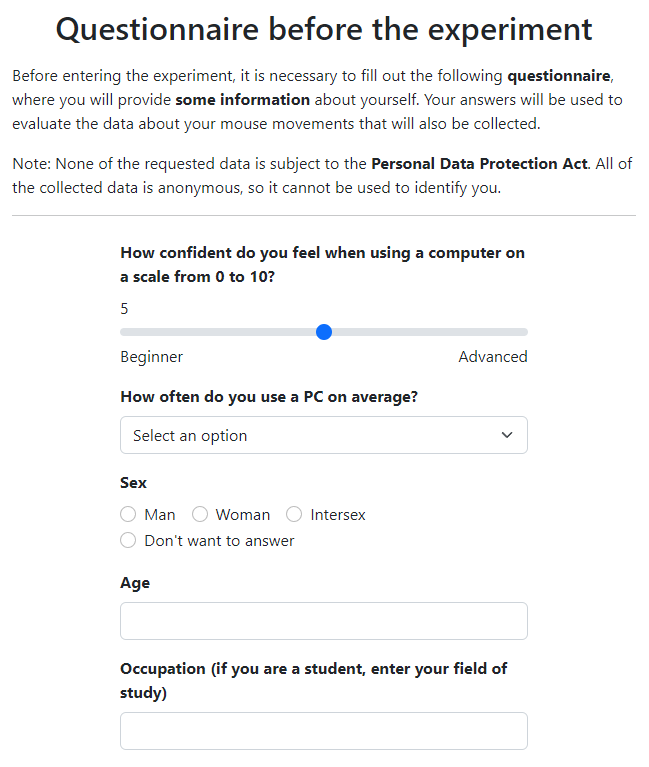 Questionnaire before the experiment
Before entering the experiment, it is necessary to fill out the following questionnaire,
where you will provide some information about yourself. Your answers will be used to
evaluate the data about your mouse movements that will also be collected.
Note: None of the requested data is subject to the Personal Data Protection Act. All of
the collected data is anonymous, so it cannot be used to identify you.
How confident do you feel when using a computer on
a scale from 0 to 10?
5
Beginner Advanced
How often do you use a PC on average?
Select an option
Sex
Man Woman Intersex
Don't want to answer
Age
Occupation (if you are a student, enter your field of
study)